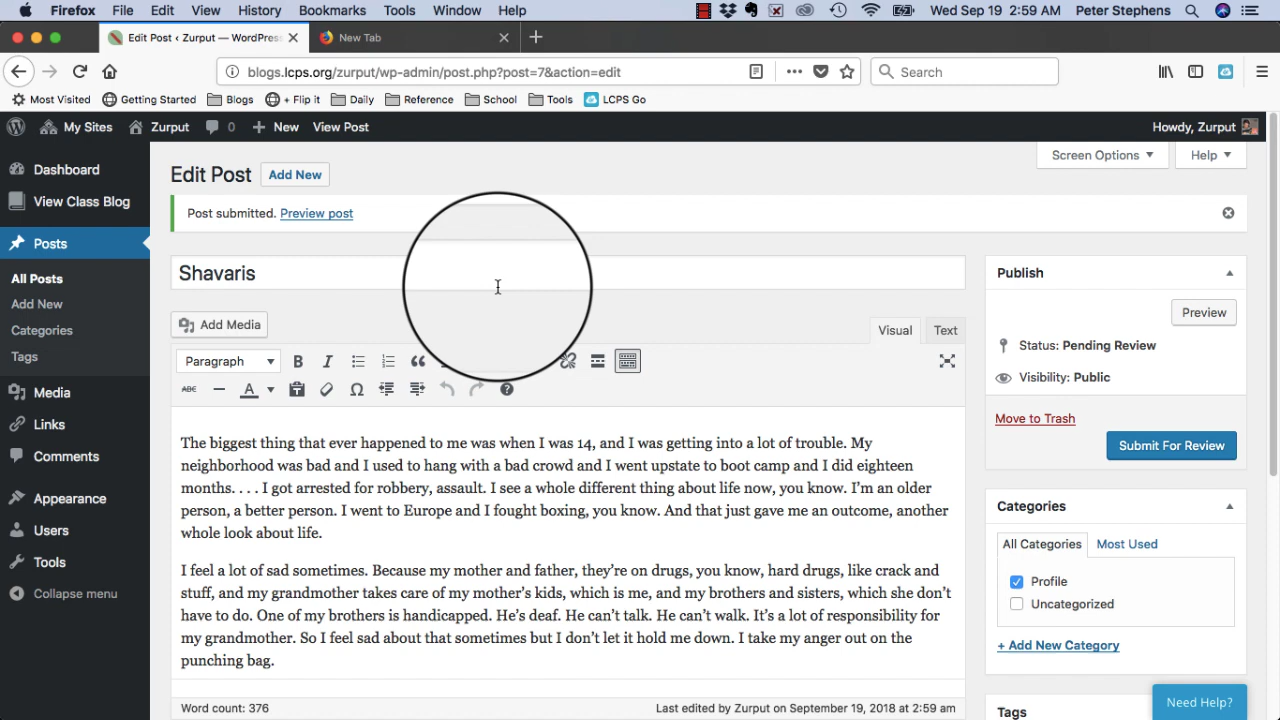 Firefox File Edit View History Bookmarks Tools Window Help Wed Sep 19 2:59 AM Peter Stephens
Edit Post ‹ Zurput — WordPress New Tab
blogs.lcps.org/zurput/wp-admin/post.php?post=7&action=edit Search
Most Visited Getting Started Blogs + Flip it Daily Reference School Tools LCPS Go
My Sites Zurput 0 New View Post Howdy, Zurput
Screen Options Help
Dashboard
View Class Blog
Posts
All Posts
Add New
Categories
Tags
Media
Links
Comments
Appearance
Users
Tools
Collapse menu
Edit Post Add New
Post submitted. Preview post
Shavaris
Add Media Visual Text
Paragraph B I
ABC A
The biggest thing that ever happened to me was when I was 14, and I was getting into a lot of trouble. My
neighborhood was bad and I used to hang with a bad crowd and I went upstate to boot camp and I did eighteen
months. . . . I got arrested for robbery, assault. I see a whole different thing about life now, you know. I’m an older
person, a better person. I went to Europe and I fought boxing, you know. And that just gave me an outcome, another
whole look about life.
I feel a lot of sad sometimes. Because my mother and father, they’re on drugs, you know, hard drugs, like crack and
stuff, and my grandmother takes care of my mother’s kids, which is me, and my brothers and sisters, which she don’t
have to do. One of my brothers is handicapped. He’s deaf. He can’t talk. He can’t walk. It’s a lot of responsibility for
my grandmother. So I feel sad about that sometimes but I don’t let it hold me down. I take my anger out on the
punching bag.
Word count: 376 Last edited by Zurput on September 19, 2018 at 2:59 am
Publish
Preview
Status: Pending Review
Visibility: Public
Move to Trash
Submit For Review
Categories
All Categories Most Used
Profile
Uncategorized
+ Add New Category
Tags
Need Help?